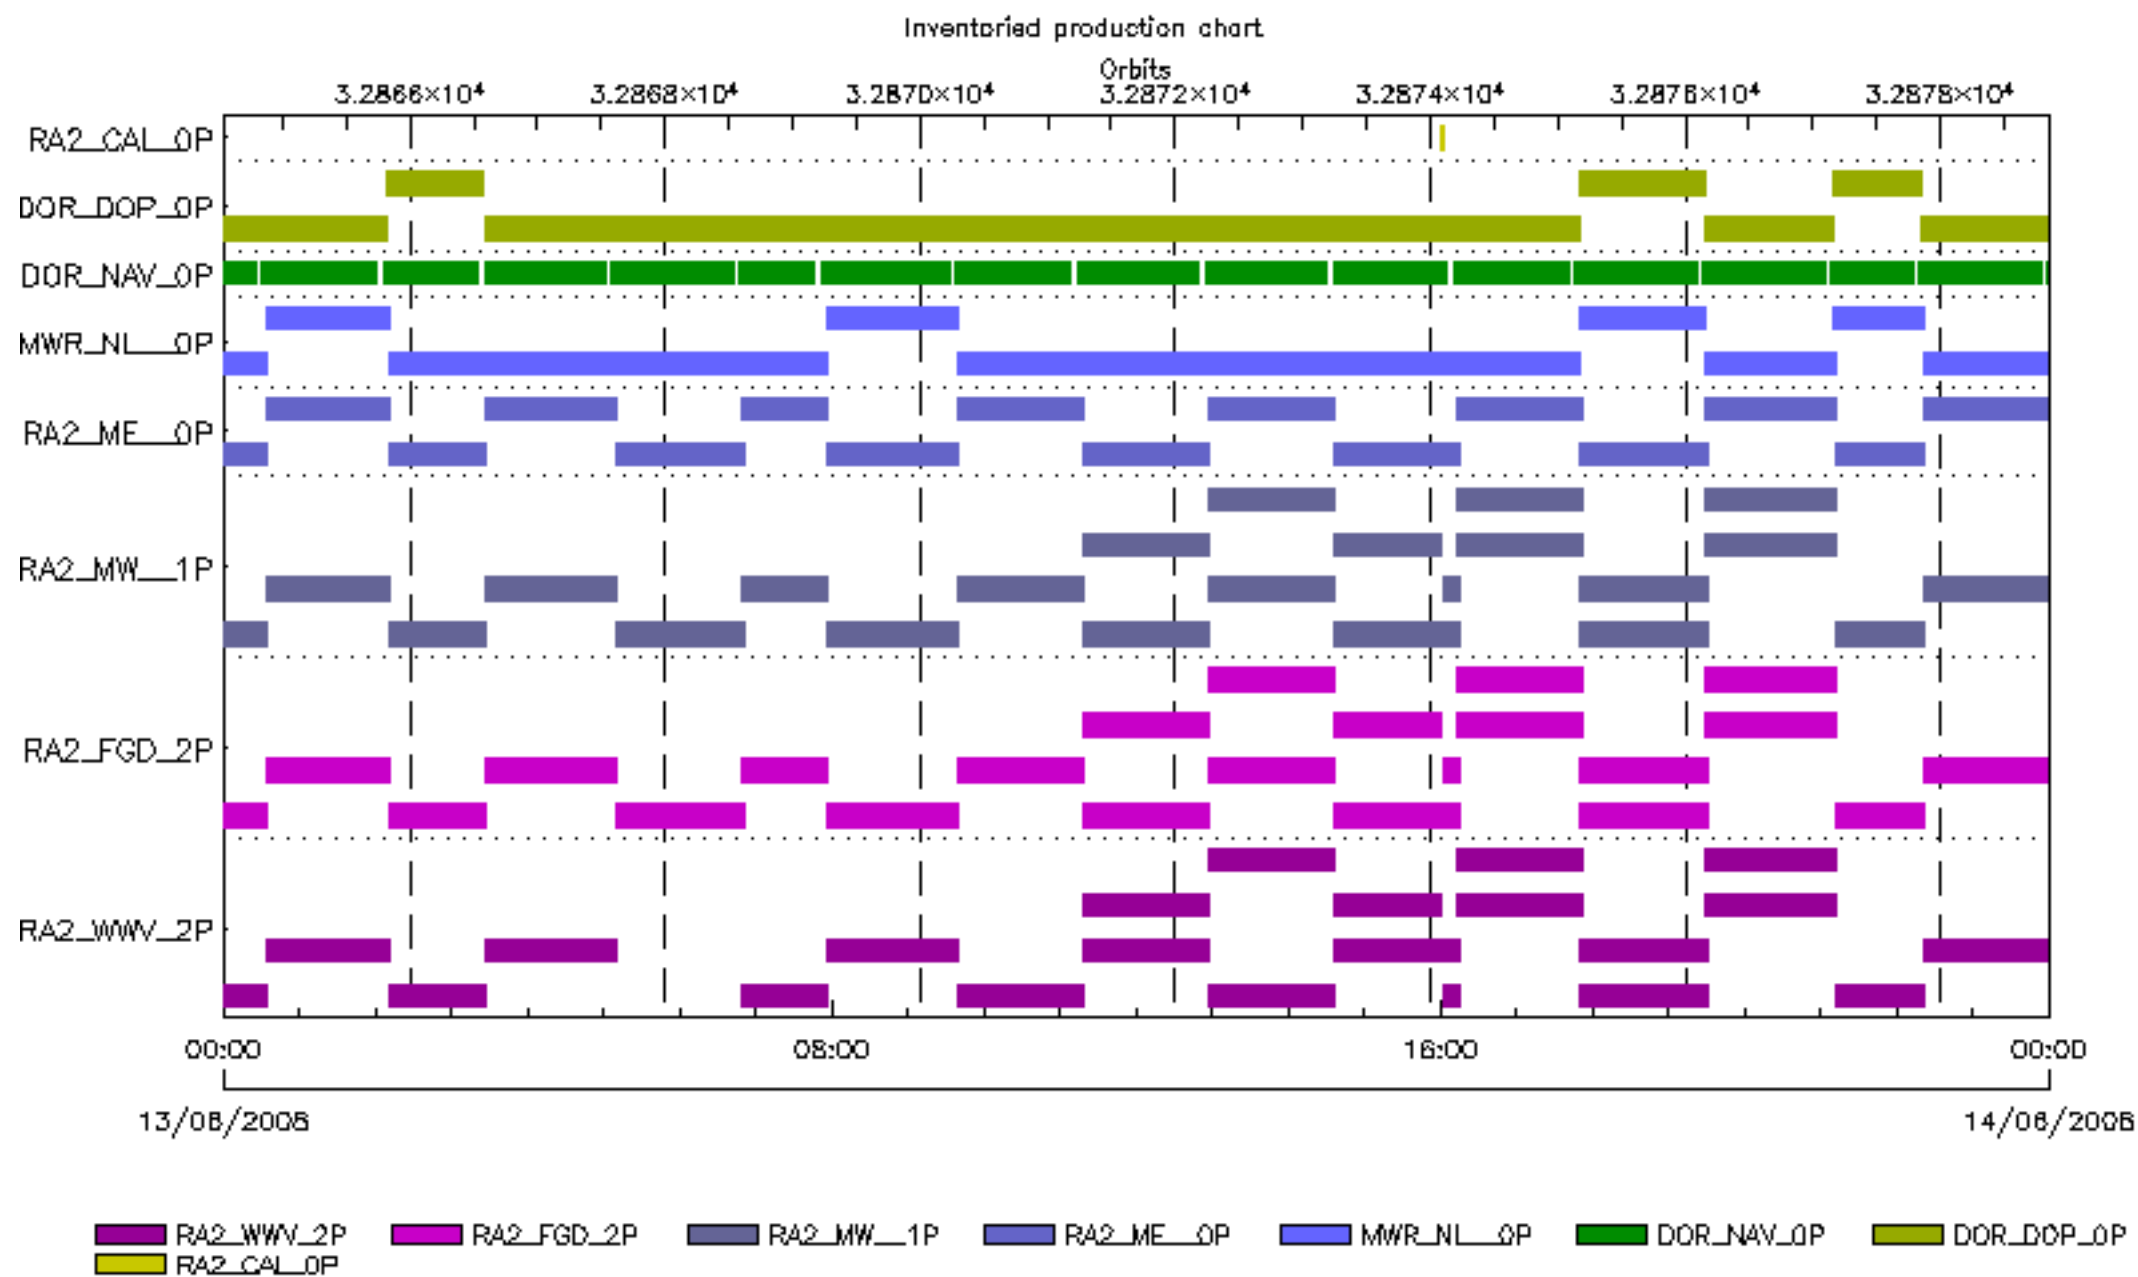 Inventoried production chart
Orbits
3.2866×10⁴ 3.2868×10⁴ 3.2870×10⁴ 3.2872×10⁴ 3.2874×10⁴ 3.2876×10⁴ 3.2878×10⁴
RA2_CAL_0P
DOR_DOP_0P
DOR_NAV_0P
MWR_NL__0P
RA2_ME__0P
RA2_MW__1P
RA2_FGD_2P
RA2_WWV_2P
00:00 08:00 16:00 00:00
13/06/2008 14/06/2008
RA2_WWV_2P RA2_FGD_2P RA2_MW__1P RA2_ME__0P MWR_NL__0P DOR_NAV_0P DOR_DOP_0P
RA2_CAL_0P